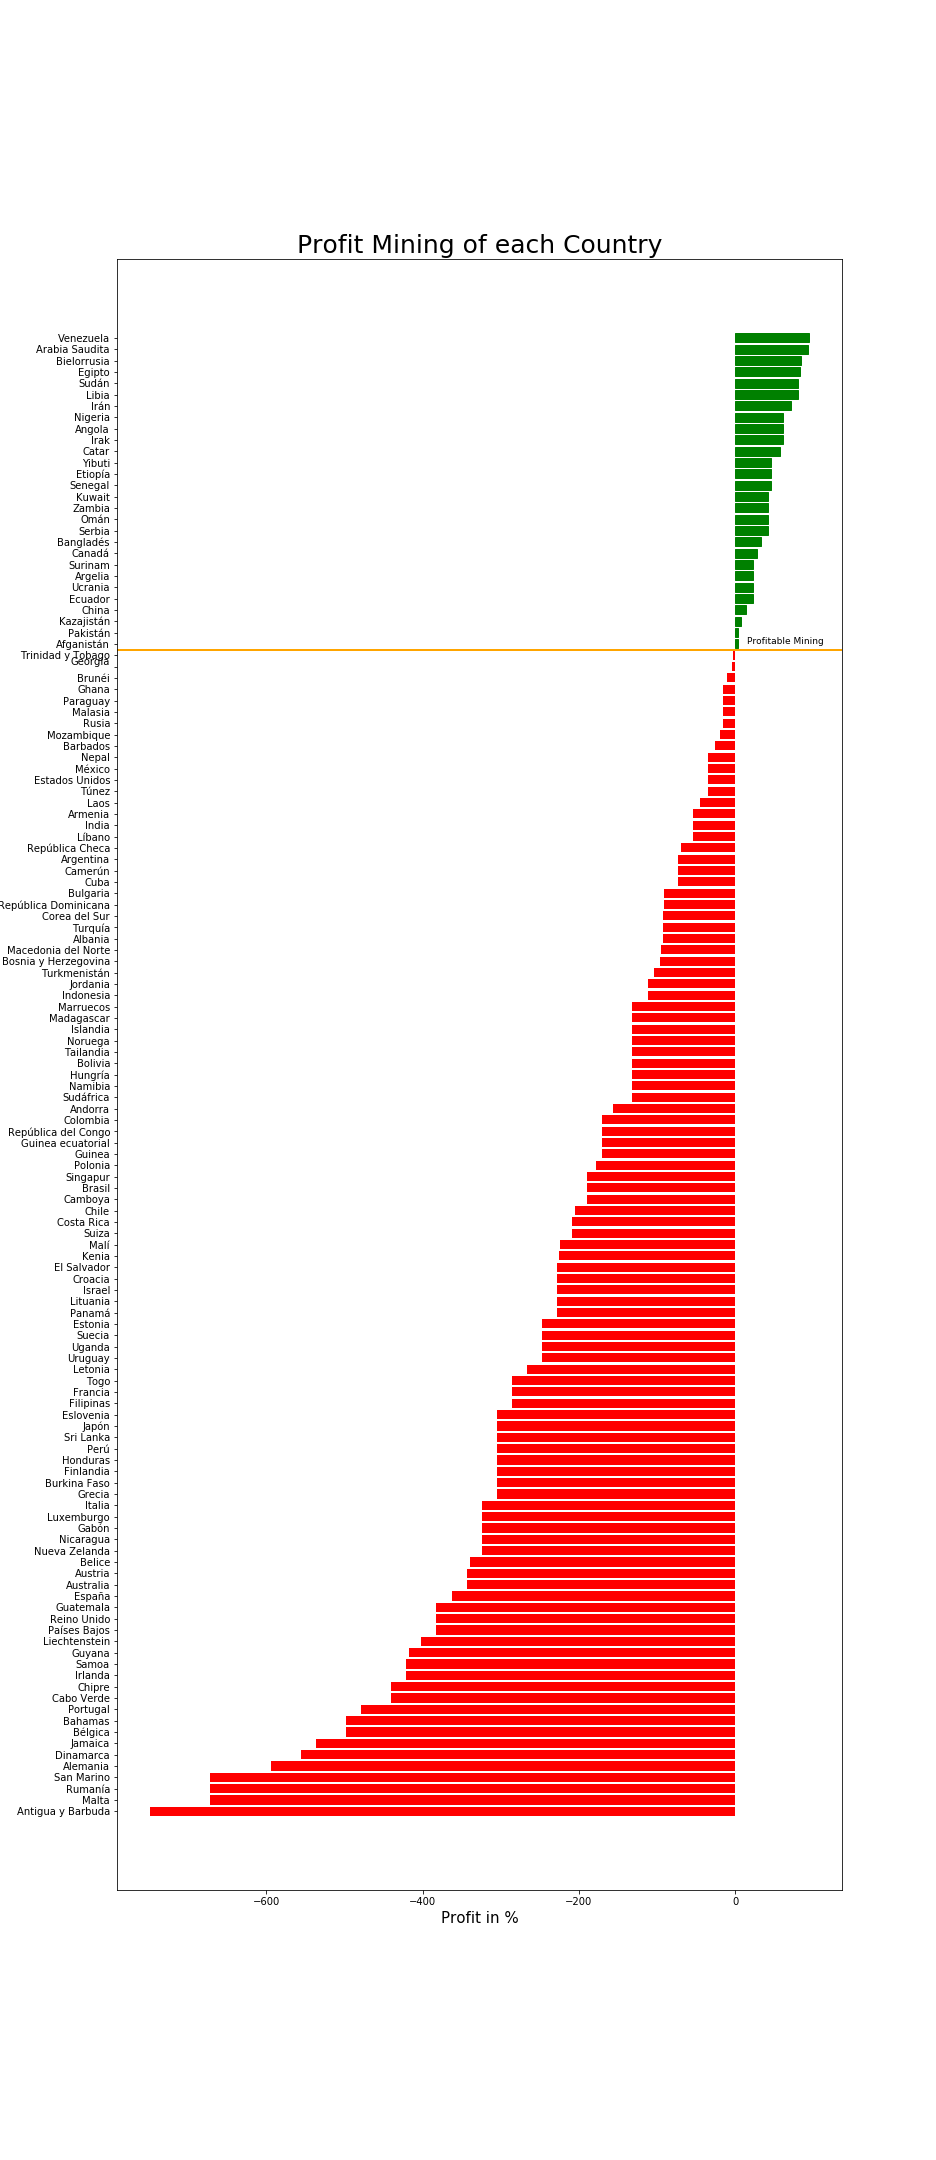 Profit Mining of each Country
Venezuela
Arabia Saudita
Bielorrusia
Egipto
Sudán
Libia
Irán
Nigeria
Angola
Irak
Catar
Yibuti
Etiopía
Senegal
Kuwait
Zambia
Omán
Serbia
Bangladés
Canadá
Surinam
Argelia
Ucrania
Ecuador
China
Kazajistán
Pakistán
Afganistán
Profitable Mining
Trinidad y Tobago
Georgia
Brunéi
Ghana
Paraguay
Malasia
Rusia
Mozambique
Barbados
Nepal
México
Estados Unidos
Túnez
Laos
Armenia
India
Líbano
República Checa
Argentina
Camerún
Cuba
Bulgaria
República Dominicana
Corea del Sur
Turquía
Albania
Macedonia del Norte
Bosnia y Herzegovina
Turkmenistán
Jordania
Indonesia
Marruecos
Madagascar
Islandia
Noruega
Tailandia
Bolivia
Hungría
Namibia
Sudáfrica
Andorra
Colombia
República del Congo
Guinea ecuatorial
Guinea
Polonia
Singapur
Brasil
Camboya
Chile
Costa Rica
Suiza
Malí
Kenia
El Salvador
Croacia
Israel
Lituania
Panamá
Estonia
Suecia
Uganda
Uruguay
Letonia
Togo
Francia
Filipinas
Eslovenia
Japón
Sri Lanka
Perú
Honduras
Finlandia
Burkina Faso
Grecia
Italia
Luxemburgo
Gabón
Nicaragua
Nueva Zelanda
Belice
Austria
Australia
España
Guatemala
Reino Unido
Países Bajos
Liechtenstein
Guyana
Samoa
Irlanda
Chipre
Cabo Verde
Portugal
Bahamas
Bélgica
Jamaica
Dinamarca
Alemania
San Marino
Rumanía
Malta
Antigua y Barbuda
−600 −400 −200 0
Profit in %